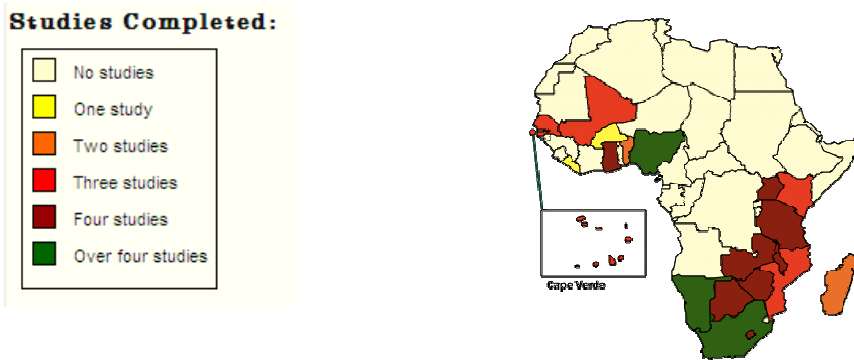 Studies Completed:
No studies
One study
Two studies
Three studies
Four studies
Over four studies
Cape Verde